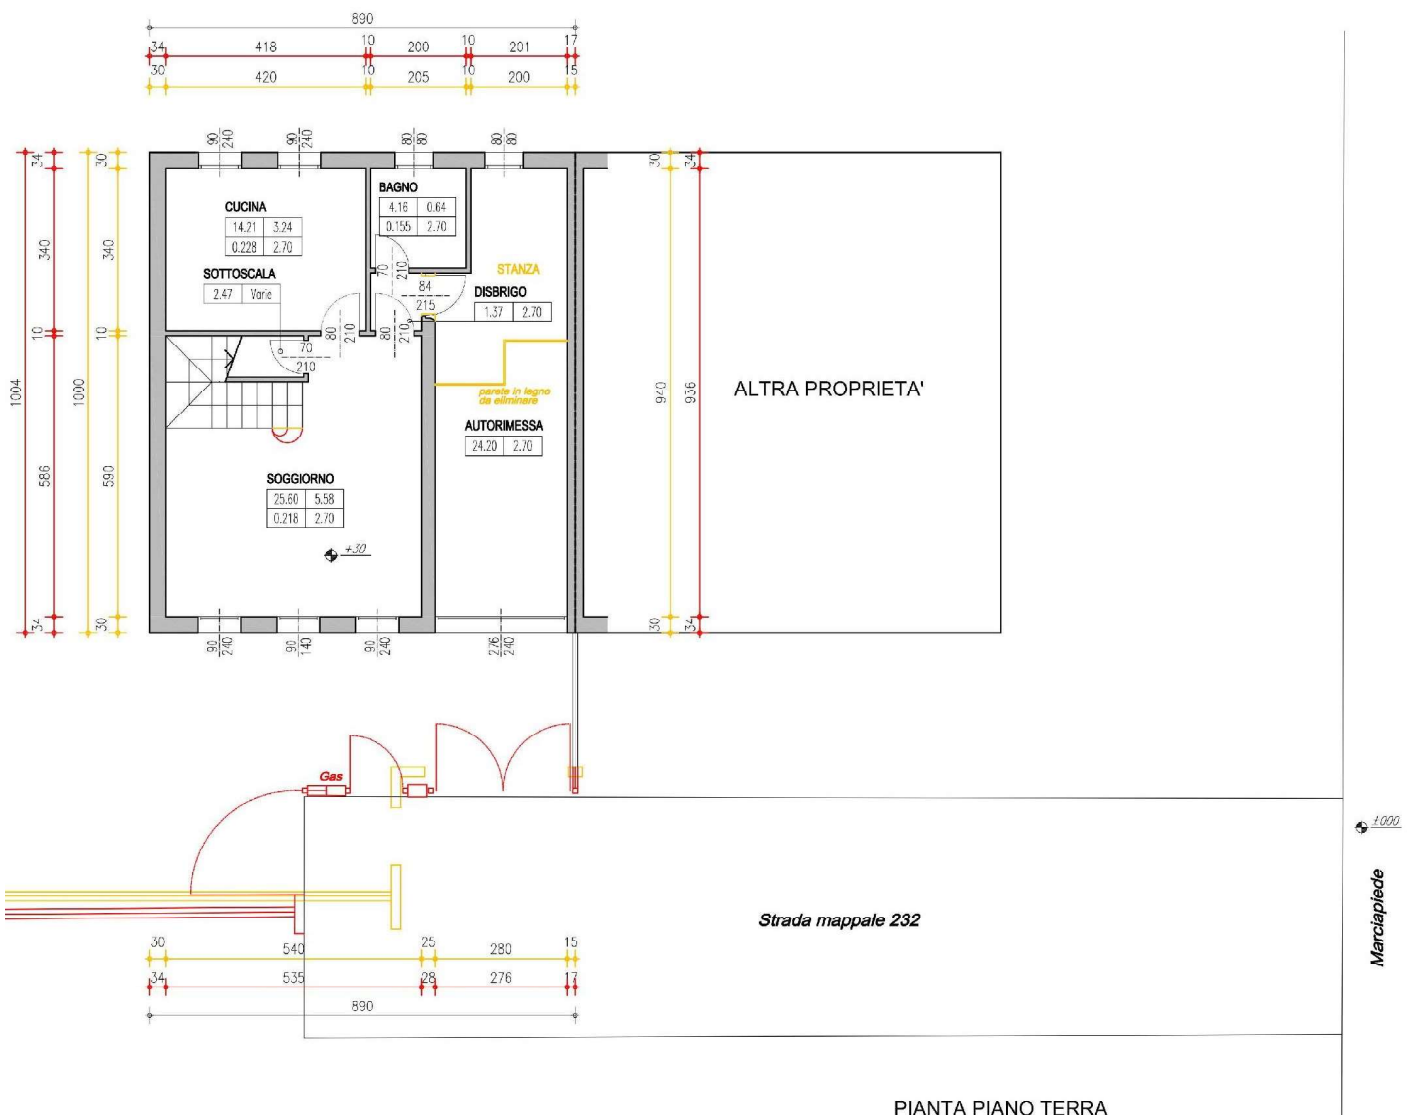 890
34 418 10 200 10 201 17
30 420 10 205 10 200 15
90 240
90 240
80 80
80 80
34 30 30 34
BAGNO
4.16 0.64
0.155 2.70
CUCINA
14.21 3.24
0.228 2.70
340 340
SOTTOSCALA
2.47 Varie
70 210
STANZA
84
215
DISBRIGO
1.37 2.70
80 210
80 210
10 10
70
210
1004
1000
940 936
parete in legno
da eliminare
ALTRA PROPRIETA'
AUTORIMESSA
24.20 2.70
586 590
SOGGIORNO
25.60 5.58
0.218 2.70
+30
34 30 30 34
90 240
90 140
90 240
276 240
Gas
±000
Marciapiede
Strada mappale 232
30 540 25 280 15
34 535 28 276 17
890
PIANTA PIANO TERRA